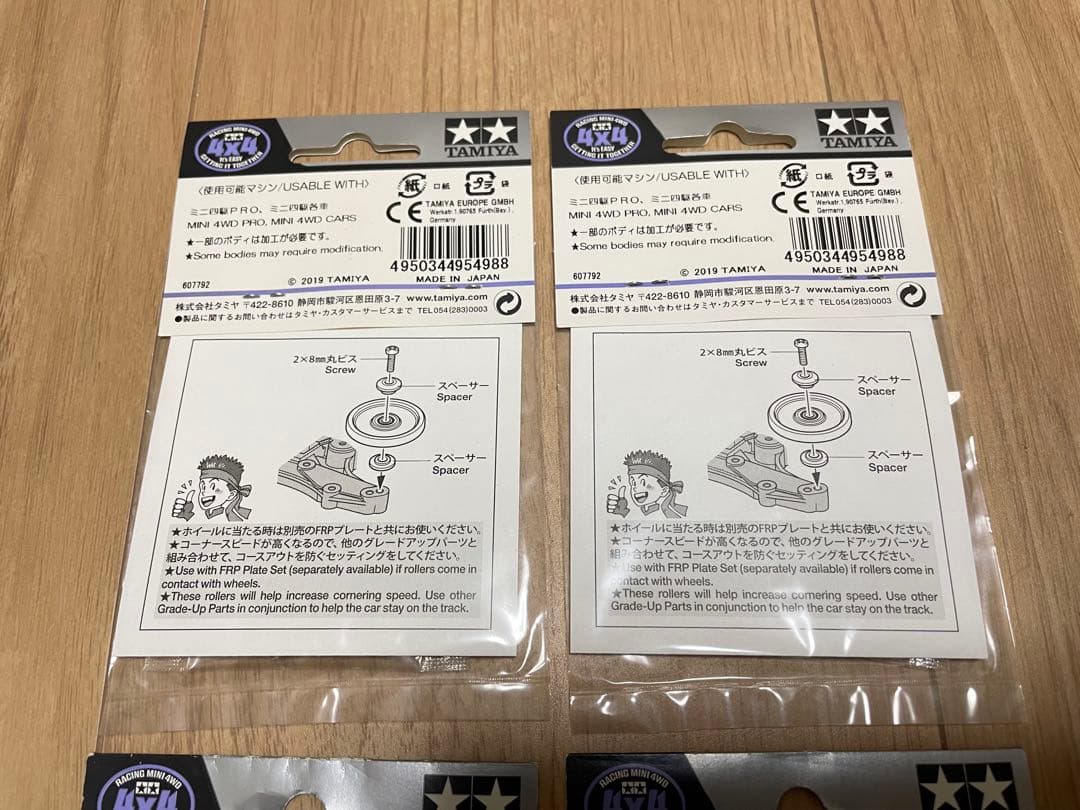 RACING MINI 4WD
4x4
It's EASY
GETTING IT TOGETHER
TAMIYA
〈使用可能マシン/USABLE WITH〉
紙 口紙 プラ 袋
ミニ四駆PRO、ミニ四駆各車
MINI 4WD PRO, MINI 4WD CARS
CE TAMIYA EUROPE GMBH
Werkstr.1,90765 Fürth(Bay.),
Germany
★一部のボディは加工が必要です。
★Some bodies may require modification.
4950344954988
607792 © 2019 TAMIYA MADE IN JAPAN
株式会社タミヤ 〒422-8610 静岡市駿河区恩田原3-7 www.tamiya.com
●製品に関するお問い合わせはタミヤ・カスタマーサービスまで TEL054(283)0003
2×8mm丸ビス
Screw
スペーサー
Spacer
スペーサー
Spacer
★ホイールに当たる時は別売のFRPプレートと共にお使いください。
★コーナースピードが高くなるので、他のグレードアップパーツと
組み合わせて、コースアウトを防ぐセッティングをしてください。
★Use with FRP Plate Set (separately available) if rollers come in
contact with wheels.
★These rollers will help increase cornering speed. Use other
Grade-Up Parts in conjunction to help the car stay on the track.
RACING MINI 4WD
4x4
It's EASY
GETTING IT TOGETHER
TAMIYA
〈使用可能マシン/USABLE WITH〉
紙 口紙 プラ 袋
ミニ四駆PRO、ミニ四駆各車
MINI 4WD PRO, MINI 4WD CARS
CE TAMIYA EUROPE GMBH
Werkstr.1,90765 Fürth(Bay.),
Germany
★一部のボディは加工が必要です。
★Some bodies may require modification.
4950344954988
607792 © 2019 TAMIYA MADE IN JAPAN
株式会社タミヤ 〒422-8610 静岡市駿河区恩田原3-7 www.tamiya.com
●製品に関するお問い合わせはタミヤ・カスタマーサービスまで TEL054(283)0003
2×8mm丸ビス
Screw
スペーサー
Spacer
スペーサー
Spacer
★ホイールに当たる時は別売のFRPプレートと共にお使いください。
★コーナースピードが高くなるので、他のグレードアップパーツと
組み合わせて、コースアウトを防ぐセッティングをしてください。
★Use with FRP Plate Set (separately available) if rollers come in
contact with wheels.
★These rollers will help increase cornering speed. Use other
Grade-Up Parts in conjunction to help the car stay on the track.
RACING MINI 4WD
4x4
RACING MINI 4WD
4x4